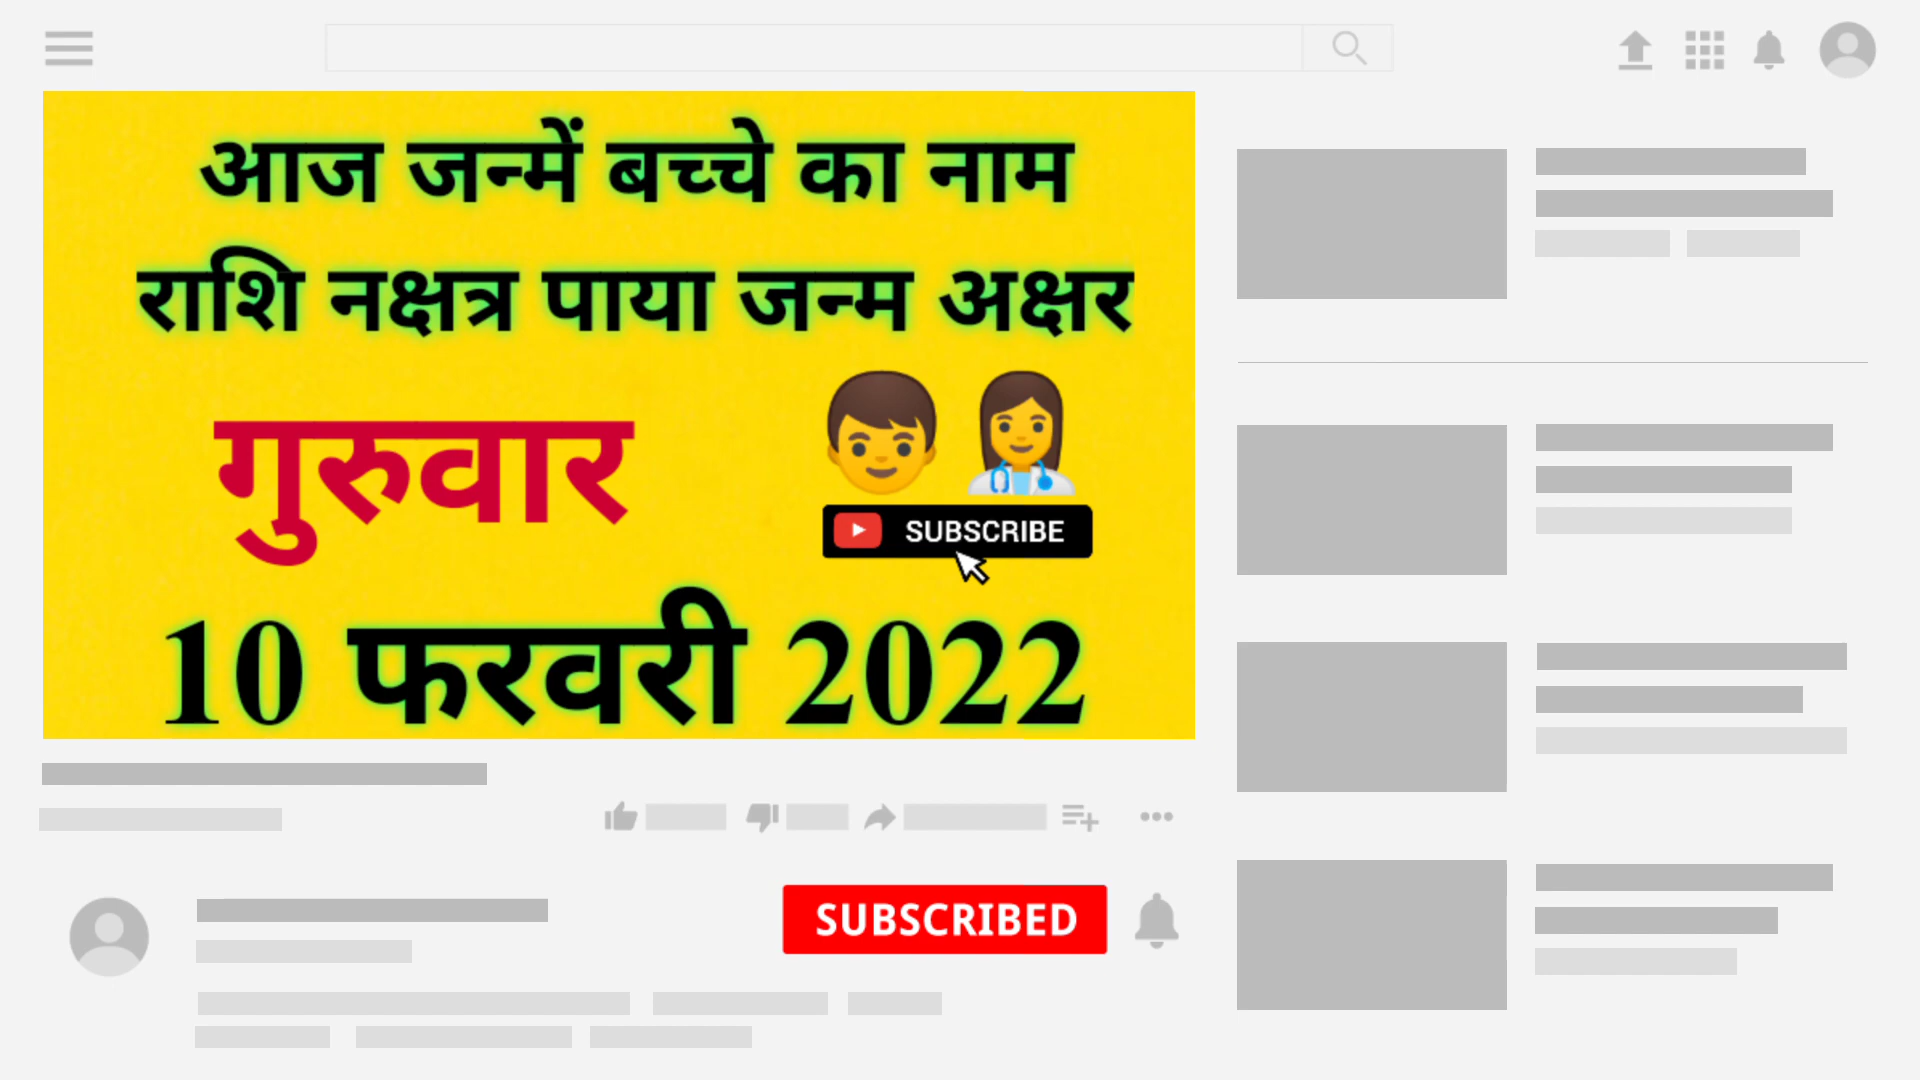 आज जन्में बच्चे का नाम
राशि नक्षत्र पाया जन्म अक्षर
गुरुवार
SUBSCRIBE
10 फरवरी 2022
SUBSCRIBED